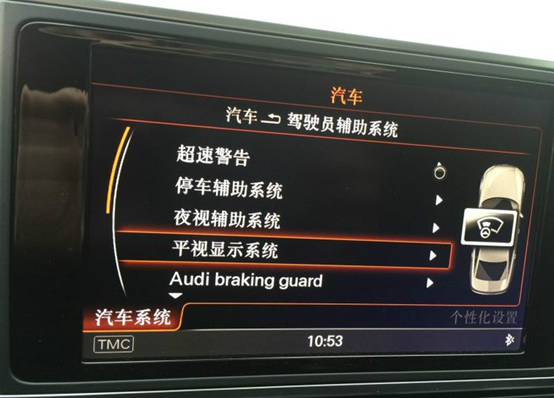 汽车
汽车 驾驶员辅助系统
超速警告
停车辅助系统
夜视辅助系统
平视显示系统
Audi braking guard
汽车系统 个性化设置
TMC 10:53